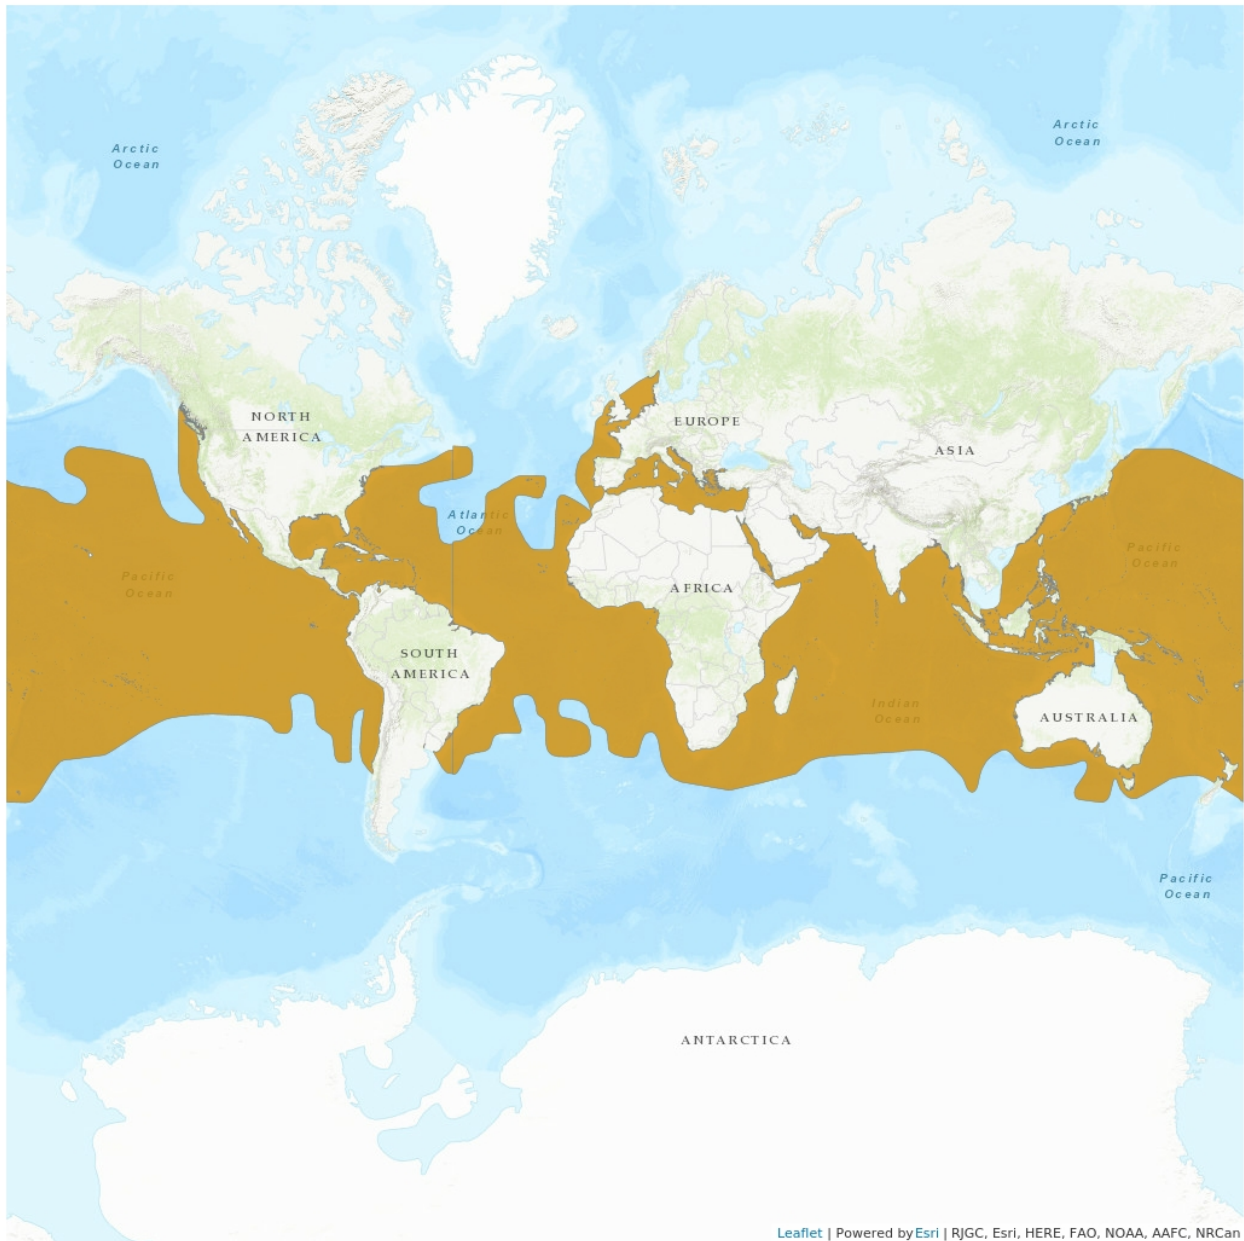 Arctic
Ocean
Arctic
Ocean
NORTH
AMERICA
EUROPE
ASIA
Atlantic
Ocean
Pacific
Ocean
Pacific
Ocean
AFRICA
SOUTH
AMERICA
Indian
Ocean
AUSTRALIA
Pacific
Ocean
ANTARCTICA
Leaflet | Powered by Esri | RJGC, Esri, HERE, FAO, NOAA, AAFC, NRCan